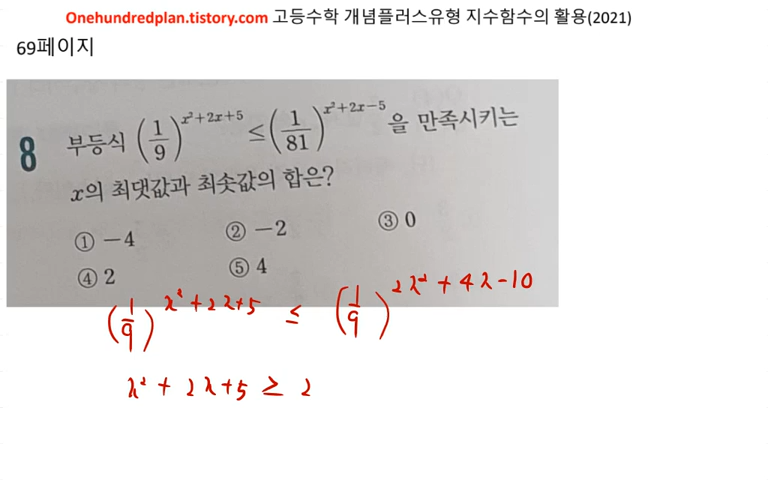 Onehundredplan.tistory.com 고등수학 개념플러스유형 지수함수의 활용(2021)
69페이지
8 부등식 (1/9)^(x²+2x+5) ≤ (1/81)^(x²+2x-5) 을 만족시키는
x의 최댓값과 최솟값의 합은?
① -4 ② -2 ③ 0
④ 2 ⑤ 4
(1/9)^(x²+2x+5) ≤ (1/9)^(2x²+4x-10)
x²+2x+5 ≥ 2